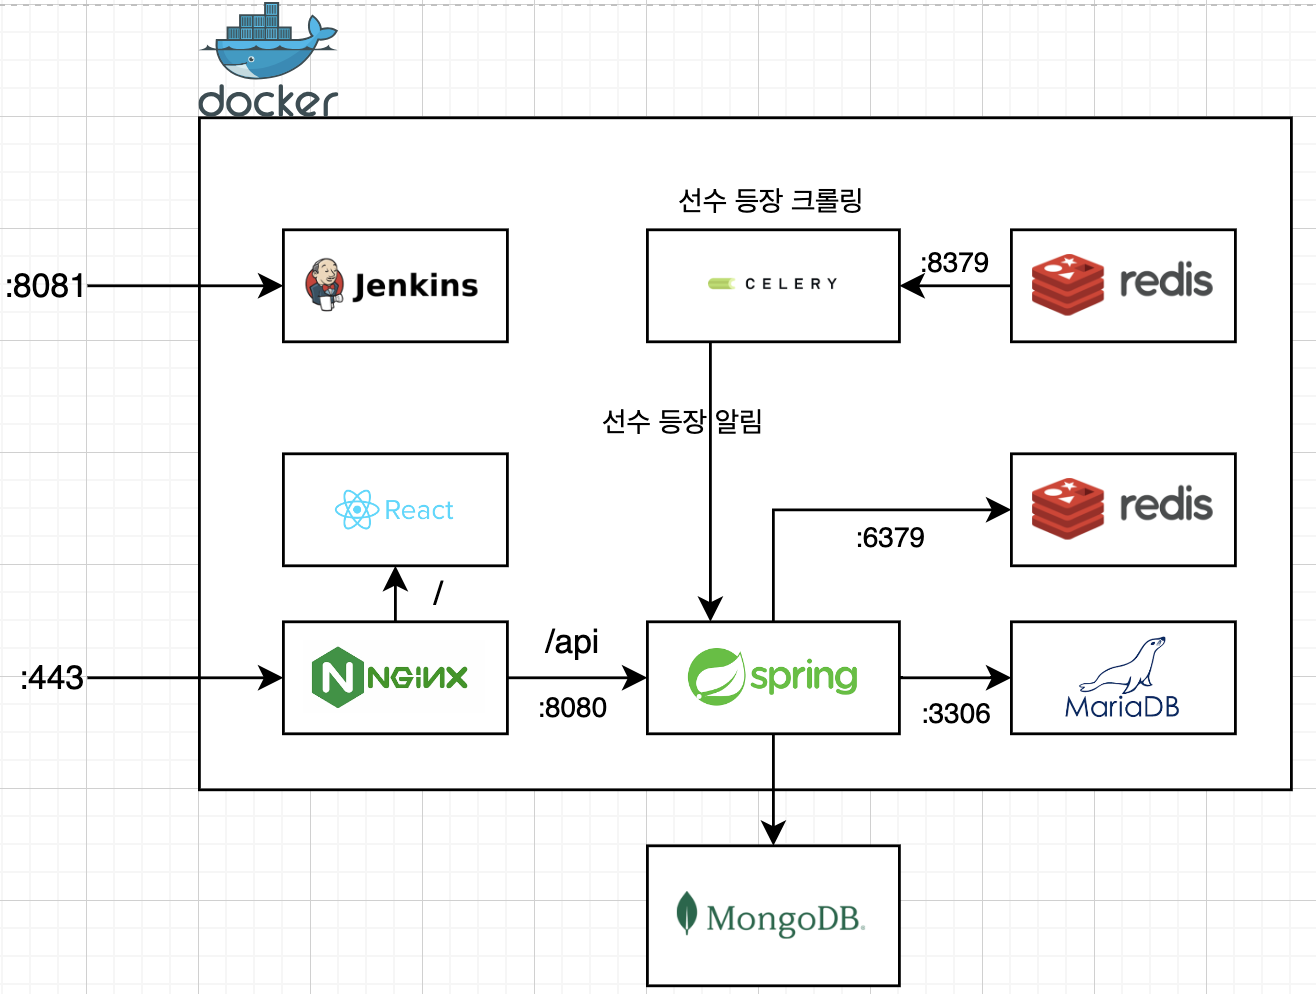 docker
선수 등장 크롤링
:8081
Jenkins
CELERY
:8379
redis
선수 등장 알림
React
:6379
redis
/
:443
NGiNX
/api
:8080
spring
:3306
MariaDB
MongoDB.